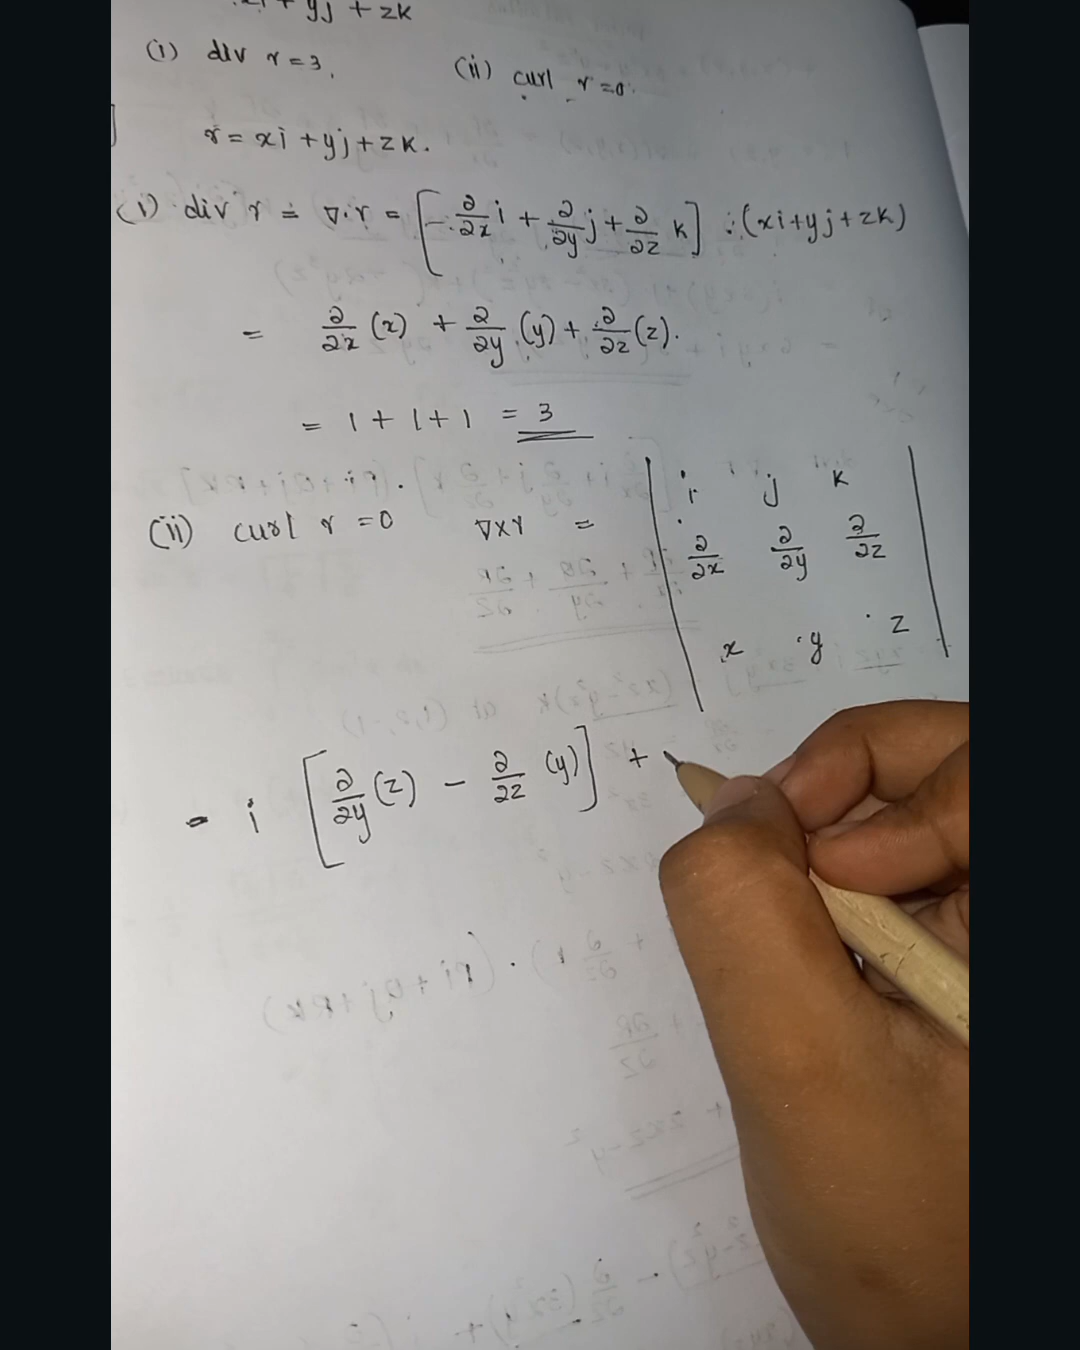 xi + yj + zk
(i) div r = 3, (ii) curl r = 0.
r = xi + yj + zk.
(i) div r = ∇.r = [∂/∂x i + ∂/∂y j + ∂/∂z k] . (xi + yj + zk)
= ∂/∂x (x) + ∂/∂y (y) + ∂/∂z (z).
= 1 + 1 + 1 = 3
(ii) curl r = 0 ∇×r = | i j k
∂/∂x ∂/∂y ∂/∂z
x y z |
= i [∂/∂y (z) - ∂/∂z (y)] +